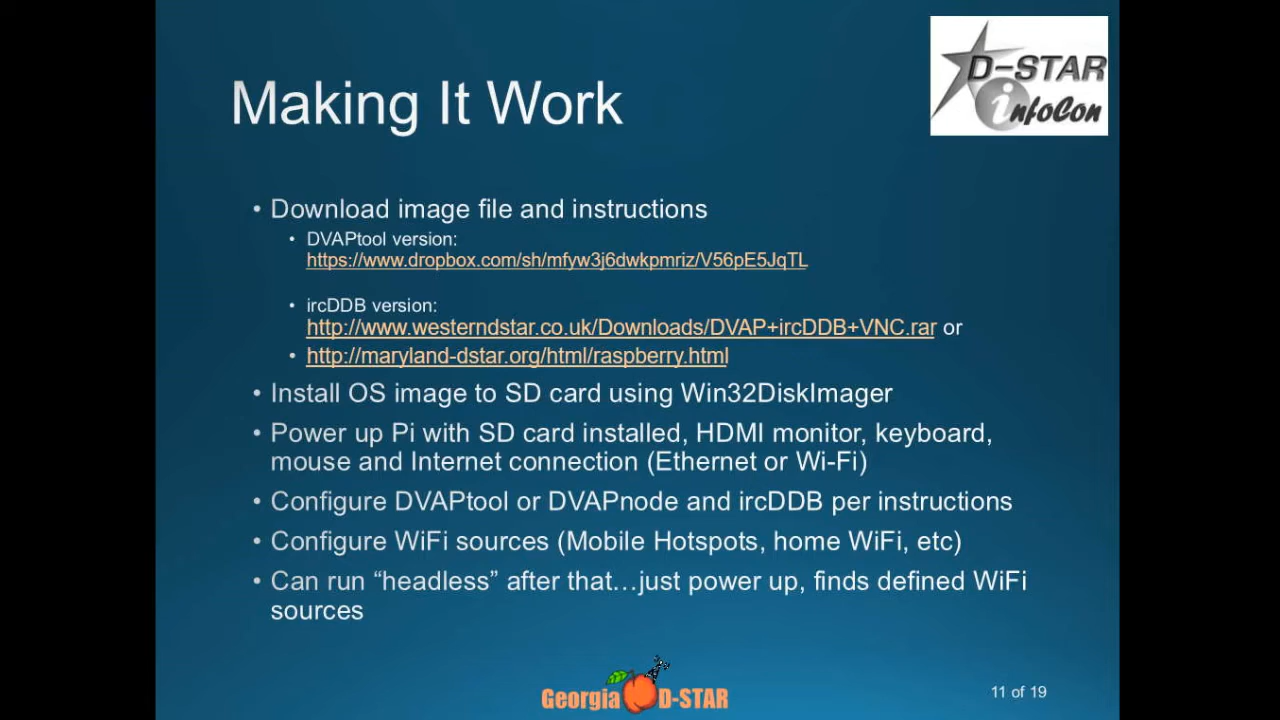 D-STAR
infoCon
Making It Work
• Download image file and instructions
• DVAPtool version:
https://www.dropbox.com/sh/mfyw3j6dwkpmriz/V56pE5JqTL
• ircDDB version:
http://www.westerndstar.co.uk/Downloads/DVAP+ircDDB+VNC.rar or
• http://maryland-dstar.org/html/raspberry.html
• Install OS image to SD card using Win32DiskImager
• Power up Pi with SD card installed, HDMI monitor, keyboard,
mouse and Internet connection (Ethernet or Wi-Fi)
• Configure DVAPtool or DVAPnode and ircDDB per instructions
• Configure WiFi sources (Mobile Hotspots, home WiFi, etc)
• Can run “headless” after that…just power up, finds defined WiFi
sources
Georgia D-STAR
11 of 19